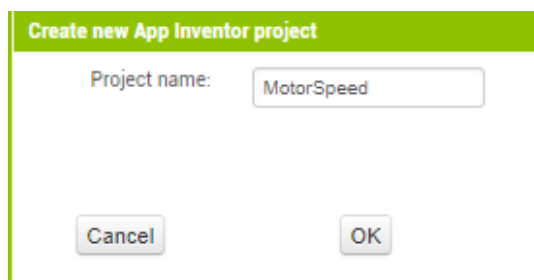 Create new App Inventor project
Project name:
MotorSpeed
Cancel
OK